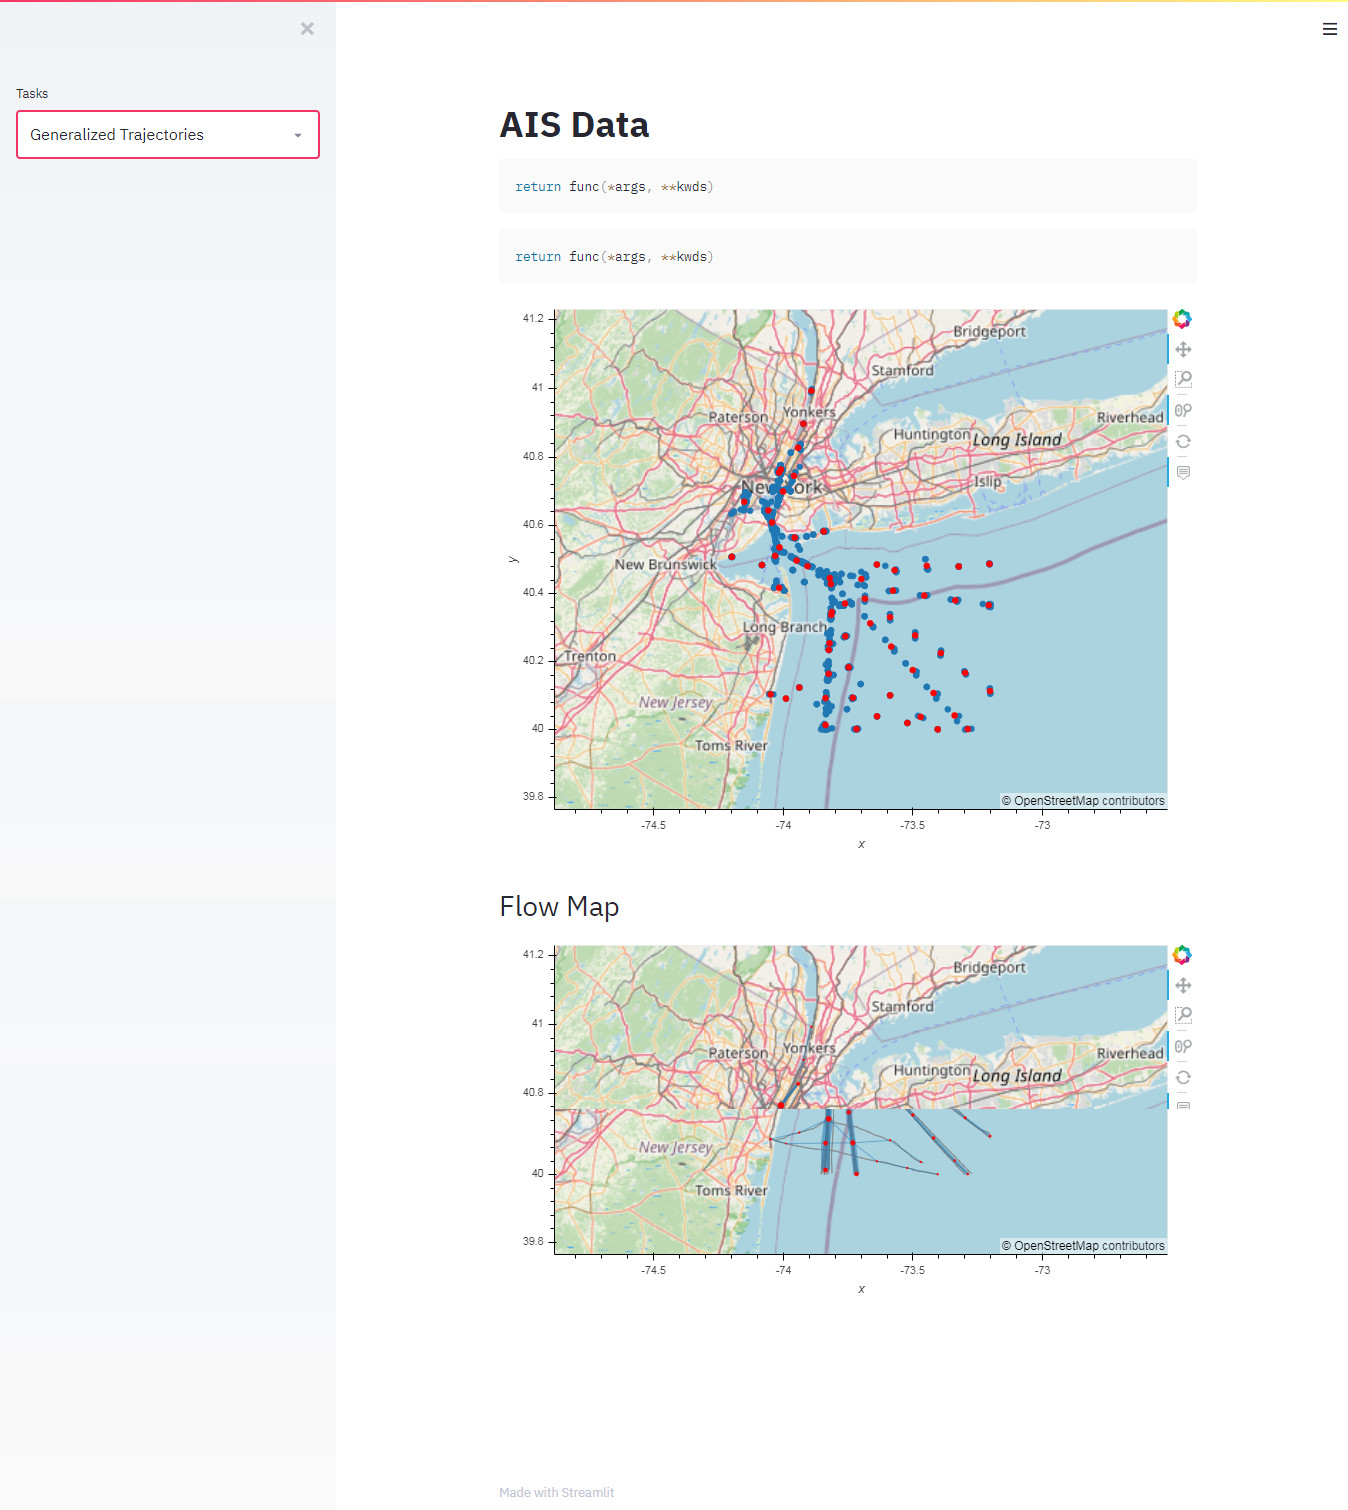 ×
Tasks
Generalized Trajectories
AIS Data
return func(*args, **kwds)
return func(*args, **kwds)
41.2
41
40.8
40.6
40.4
40.2
40
39.8
y
Bridgeport
Stamford
Paterson
Yonkers
Riverhead
Huntington
Long Island
New York
Islip
New Brunswick
Long Branch
Trenton
New Jersey
Toms River
© OpenStreetMap contributors
-74.5
-74
-73.5
-73
x
Flow Map
41.2
41
40.8
40
39.8
Bridgeport
Stamford
Paterson
Yonkers
Riverhead
Huntington
Long Island
New Jersey
Toms River
© OpenStreetMap contributors
-74.5
-74
-73.5
-73
x
Made with Streamlit